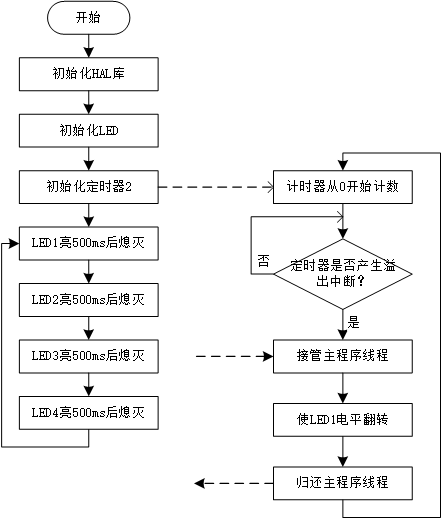 开始
初始化HAL库
初始化LED
初始化定时器2
LED1亮500ms后熄灭
LED2亮500ms后熄灭
LED3亮500ms后熄灭
LED4亮500ms后熄灭
计时器从0开始计数
定时器是否产生溢
出中断？
否
是
接管主程序线程
使LED1电平翻转
归还主程序线程